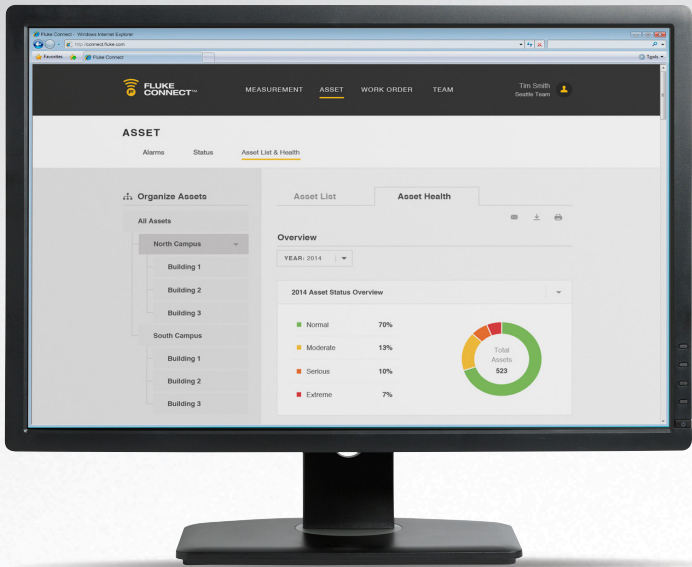 Fluke Connect - Windows Internet Explorer
http://connect.fluke.com
Favorites
Fluke Connect
Tools
FLUKE
CONNECT™
MEASUREMENT ASSET WORK ORDER TEAM
Tim Smith
Seattle Team
ASSET
Alarms Status Asset List & Health
Organize Assets
All Assets
North Campus
Building 1
Building 2
Building 3
South Campus
Building 1
Building 2
Building 3
Asset List Asset Health
Overview
YEAR: 2014
2014 Asset Status Overview
Normal 70%
Moderate 13%
Serious 10%
Extreme 7%
Total
Assets
523